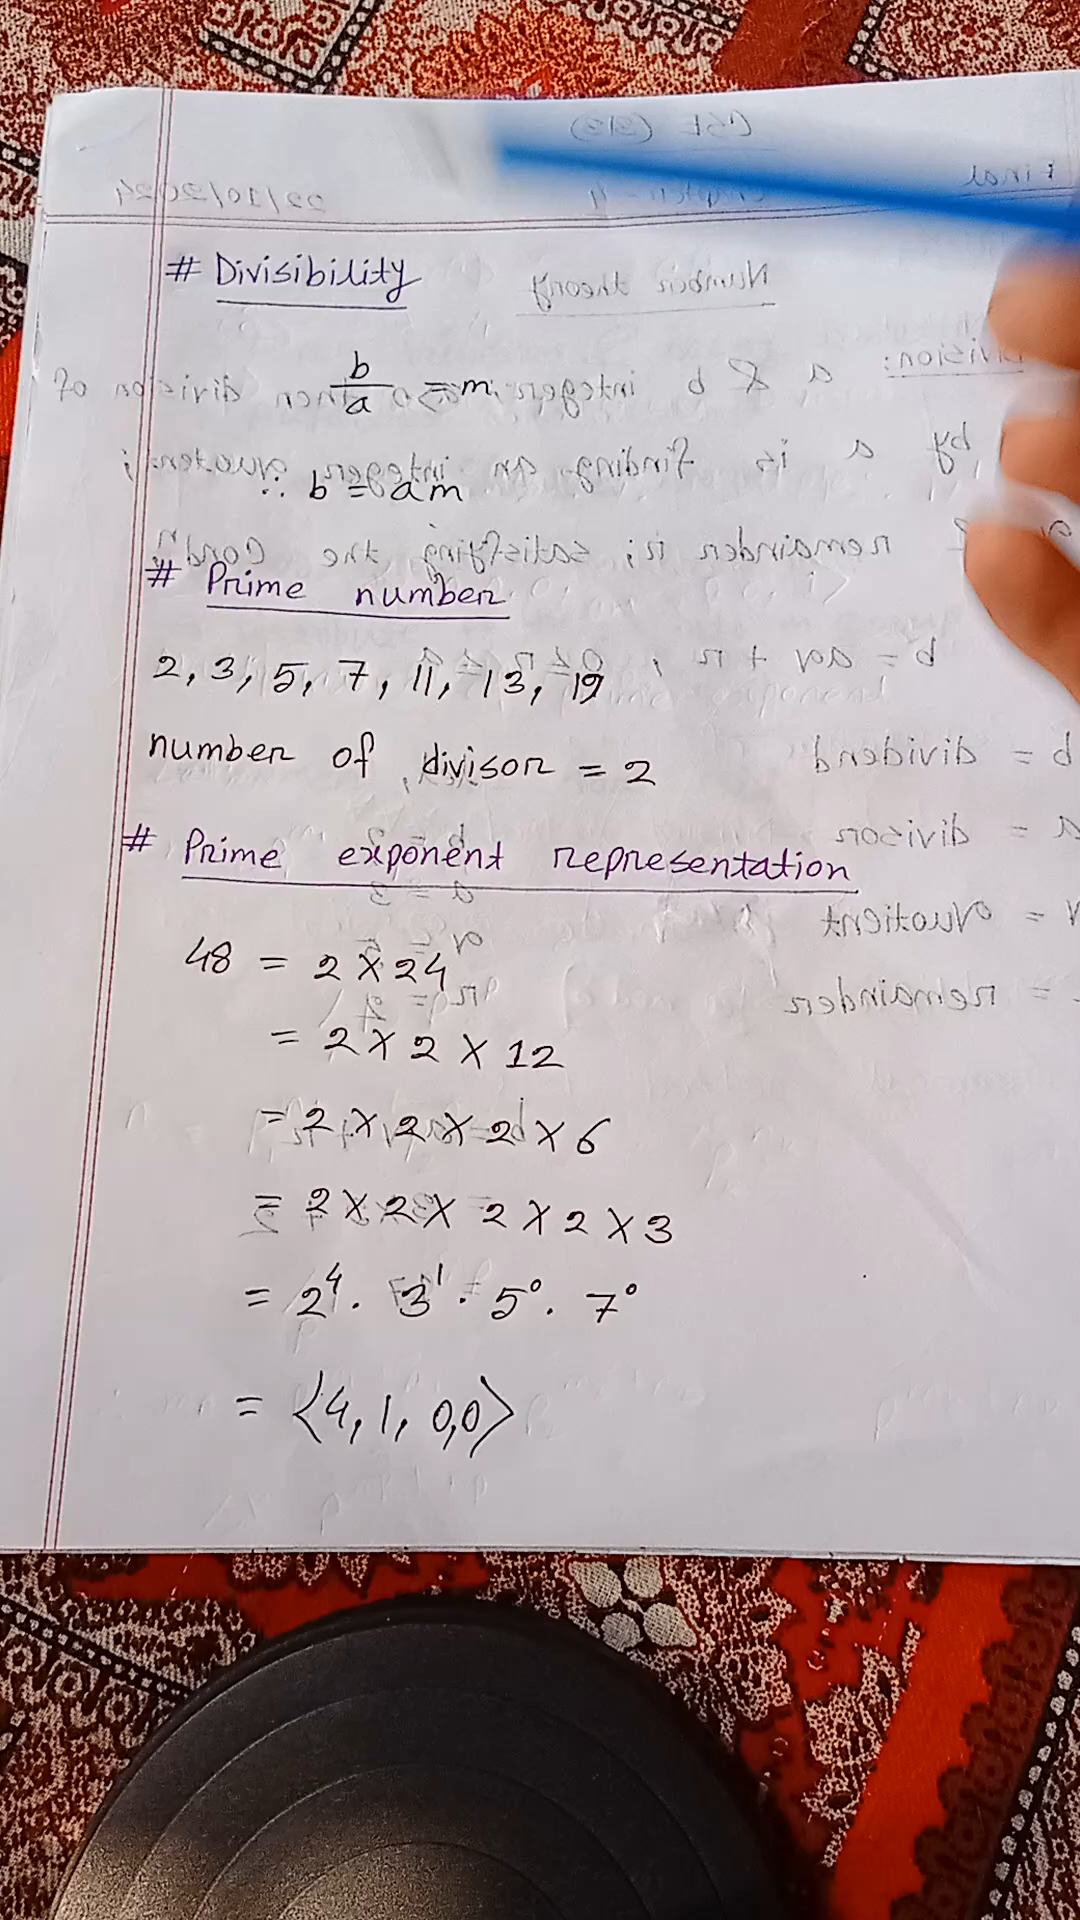 # Divisibility
b/a = m
∴ b = am
# Prime number
2, 3, 5, 7, 11, 13, 19
number of divisor = 2
# Prime exponent representation
48 = 2 × 24
= 2 × 2 × 12
= 2 × 2 × 2 × 6
= 2 × 2 × 2 × 2 × 3
= 2⁴ . 3¹ . 5⁰ . 7⁰
= ⟨4, 1, 0,0⟩